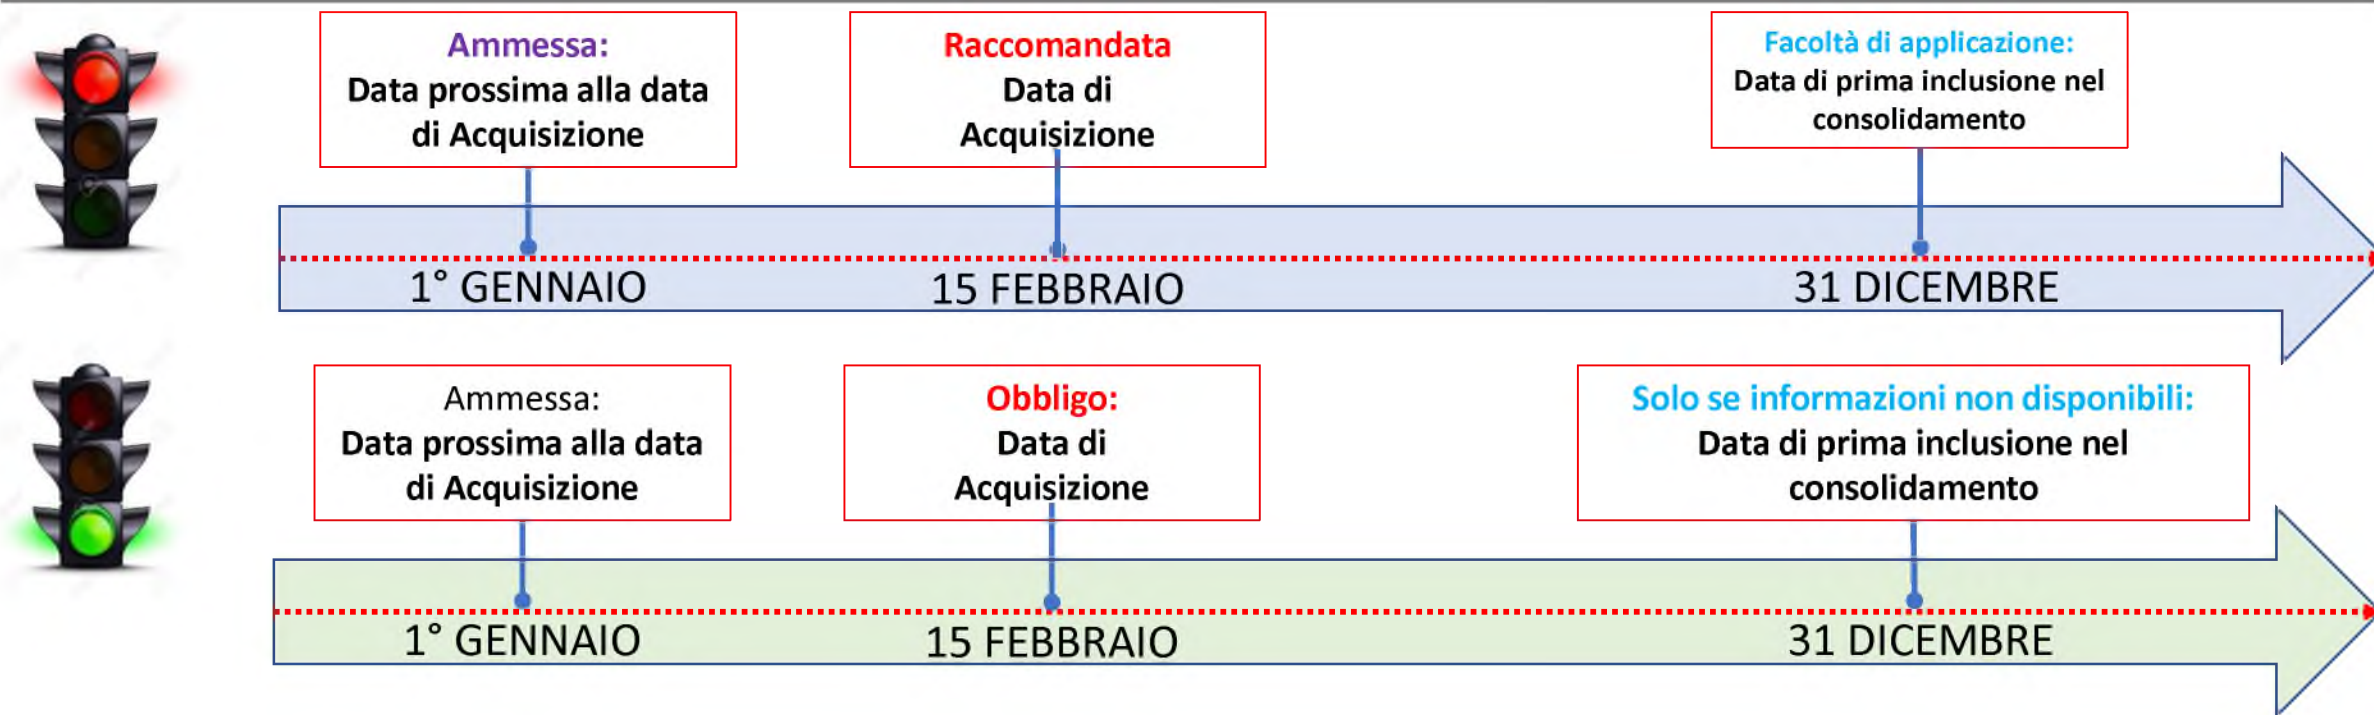 Ammessa:
Data prossima alla data
di Acquisizione
Raccomandata
Data di
Acquisizione
Facoltà di applicazione:
Data di prima inclusione nel
consolidamento
1° GENNAIO
15 FEBBRAIO
31 DICEMBRE
Ammessa:
Data prossima alla data
di Acquisizione
Obbligo:
Data di
Acquisizione
Solo se informazioni non disponibili:
Data di prima inclusione nel
consolidamento
1° GENNAIO
15 FEBBRAIO
31 DICEMBRE